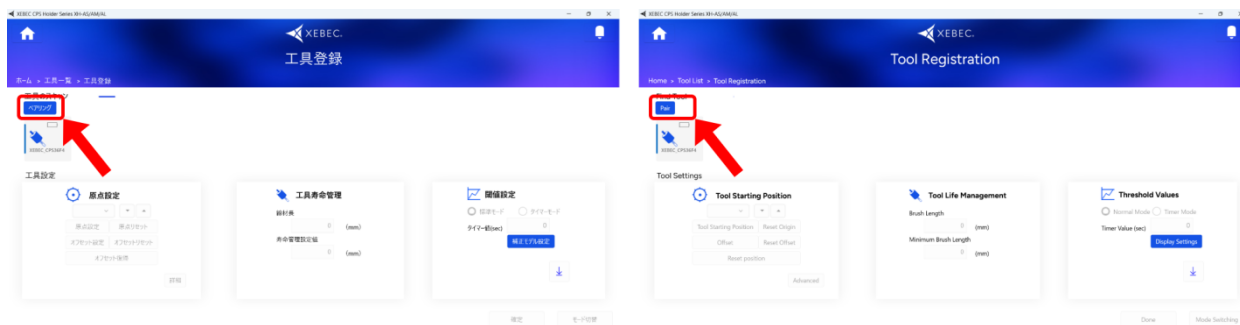 XEBEC CPS Holder Series XH-AS/AM/AL
XEBEC.
工具登録
ホーム > 工具一覧 > 工具登録
ペアリング
XEBEC_CPS36F4
工具設定
原点設定
原点設定 原点リセット
オフセット設定 オフセットリセット
オフセット復帰
詳細
工具寿命管理
線材長
0 (mm)
寿命管理設定値
0 (mm)
閾値設定
標準モード タイマーモード
タイマー値(sec) 0
補正モデル設定
確定 モード切替
XEBEC CPS Holder Series XH-AS/AM/AL
XEBEC.
Tool Registration
Home > Tool List > Tool Registration
Find Tool
Pair
XEBEC_CPS36F4
Tool Settings
Tool Starting Position
Tool Starting Position Reset Origin
Offset Reset Offset
Reset position
Advanced
Tool Life Management
Brush Length
0 (mm)
Minimum Brush Length
0 (mm)
Threshold Values
Normal Mode Timer Mode
Timer Value (sec) 0
Display Settings
Done Mode Switching